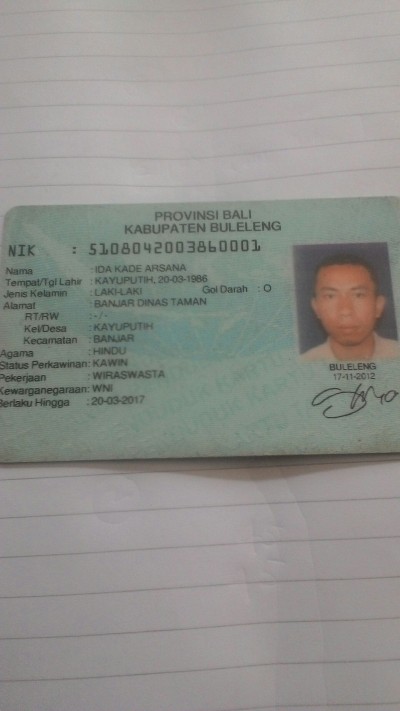 PROVINSI BALI
KABUPATEN BULELENG
NIK : 5108042003860001
Nama : IDA KADE ARSANA
Tempat/Tgl Lahir : KAYUPUTIH, 20-03-1986
Jenis Kelamin : LAKI-LAKI Gol Darah : O
Alamat : BANJAR DINAS TAMAN
RT/RW : -/-
Kel/Desa : KAYUPUTIH
Kecamatan : BANJAR
Agama : HINDU
Status Perkawinan: KAWIN
Pekerjaan : WIRASWASTA
Kewarganegaraan: WNI
Berlaku Hingga : 20-03-2017
BULELENG
17-11-2012